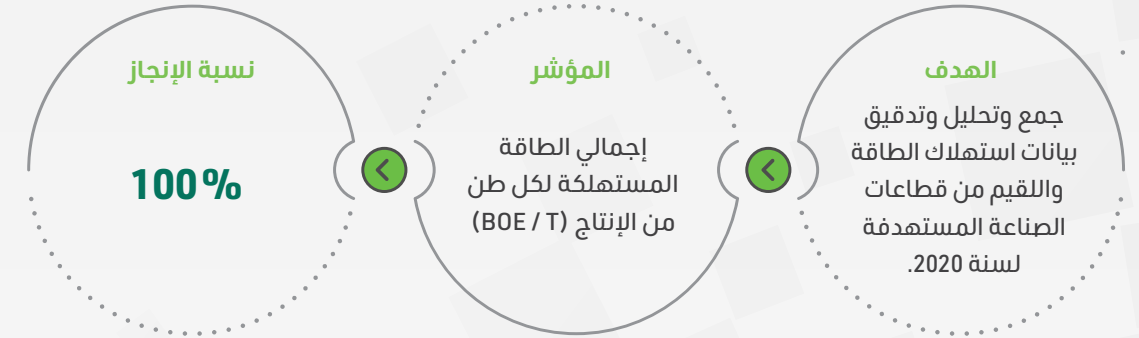 الهدف
جمع وتحليل وتدقيق
بيانات استهلاك الطاقة
واللقيم من قطاعات
الصناعة المستهدفة
لسنة 2020.
المؤشر
إجمالي الطاقة
المستهلكة لكل طن
من الإنتاج (BOE / T)
نسبة الإنجاز
100%